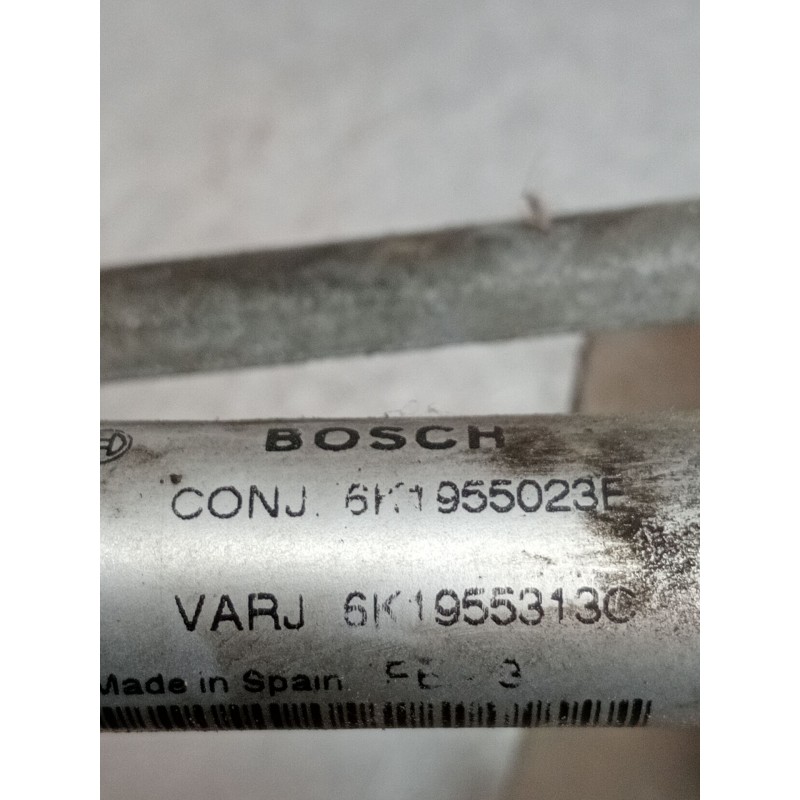 BOSCH
CONJ. 6K1955023F
VARJ 6K1955313C
Made in Spain